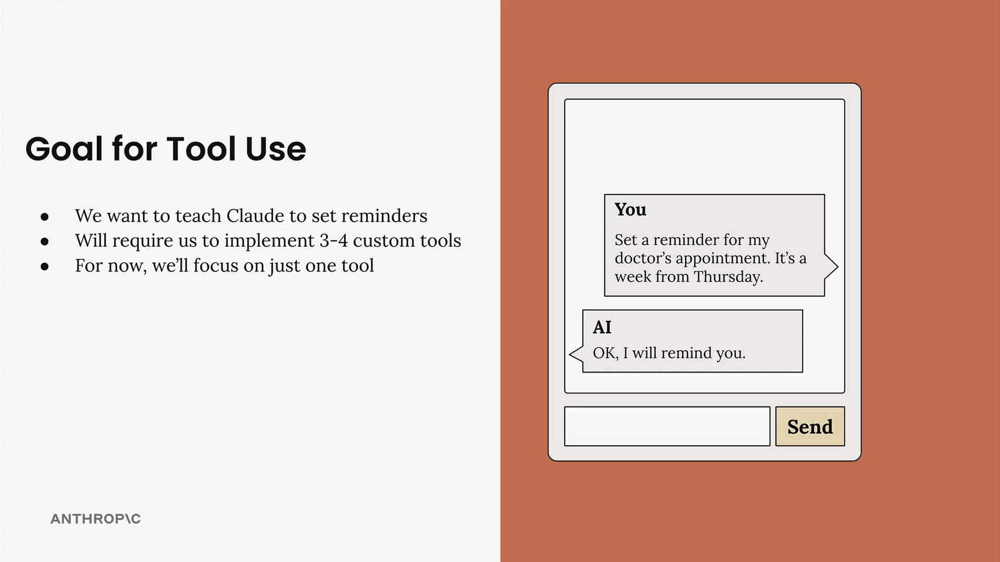 Goal for Tool Use
● We want to teach Claude to set reminders
● Will require us to implement 3-4 custom tools
● For now, we’ll focus on just one tool
ANTHROP\C
You
Set a reminder for my
doctor’s appointment. It’s a
week from Thursday.
AI
OK, I will remind you.
Send